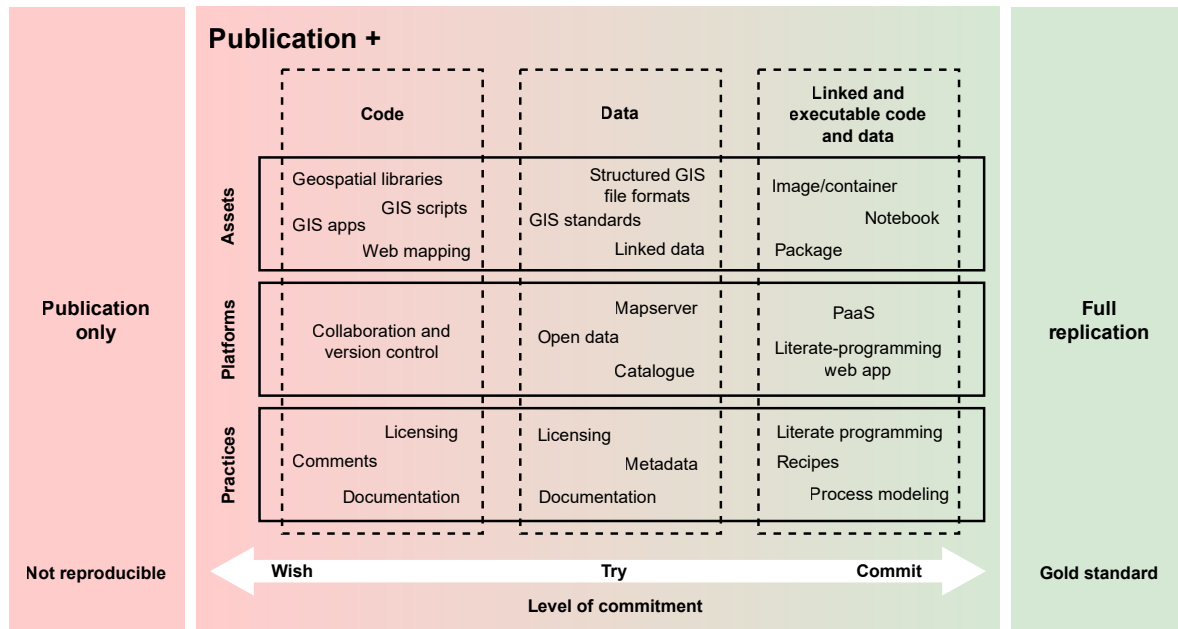 Publication +
Code
Data
Linked and
executable code
and data
Assets
Geospatial libraries
GIS scripts
GIS apps
Web mapping
Structured GIS
file formats
GIS standards
Linked data
Image/container
Notebook
Package
Publication
only
Platforms
Collaboration and
version control
Mapserver
Open data
Catalogue
PaaS
Literate-programming
web app
Full
replication
Practices
Licensing
Comments
Documentation
Licensing
Metadata
Documentation
Literate programming
Recipes
Process modeling
Not reproducible
Wish
Try
Commit
Gold standard
Level of commitment